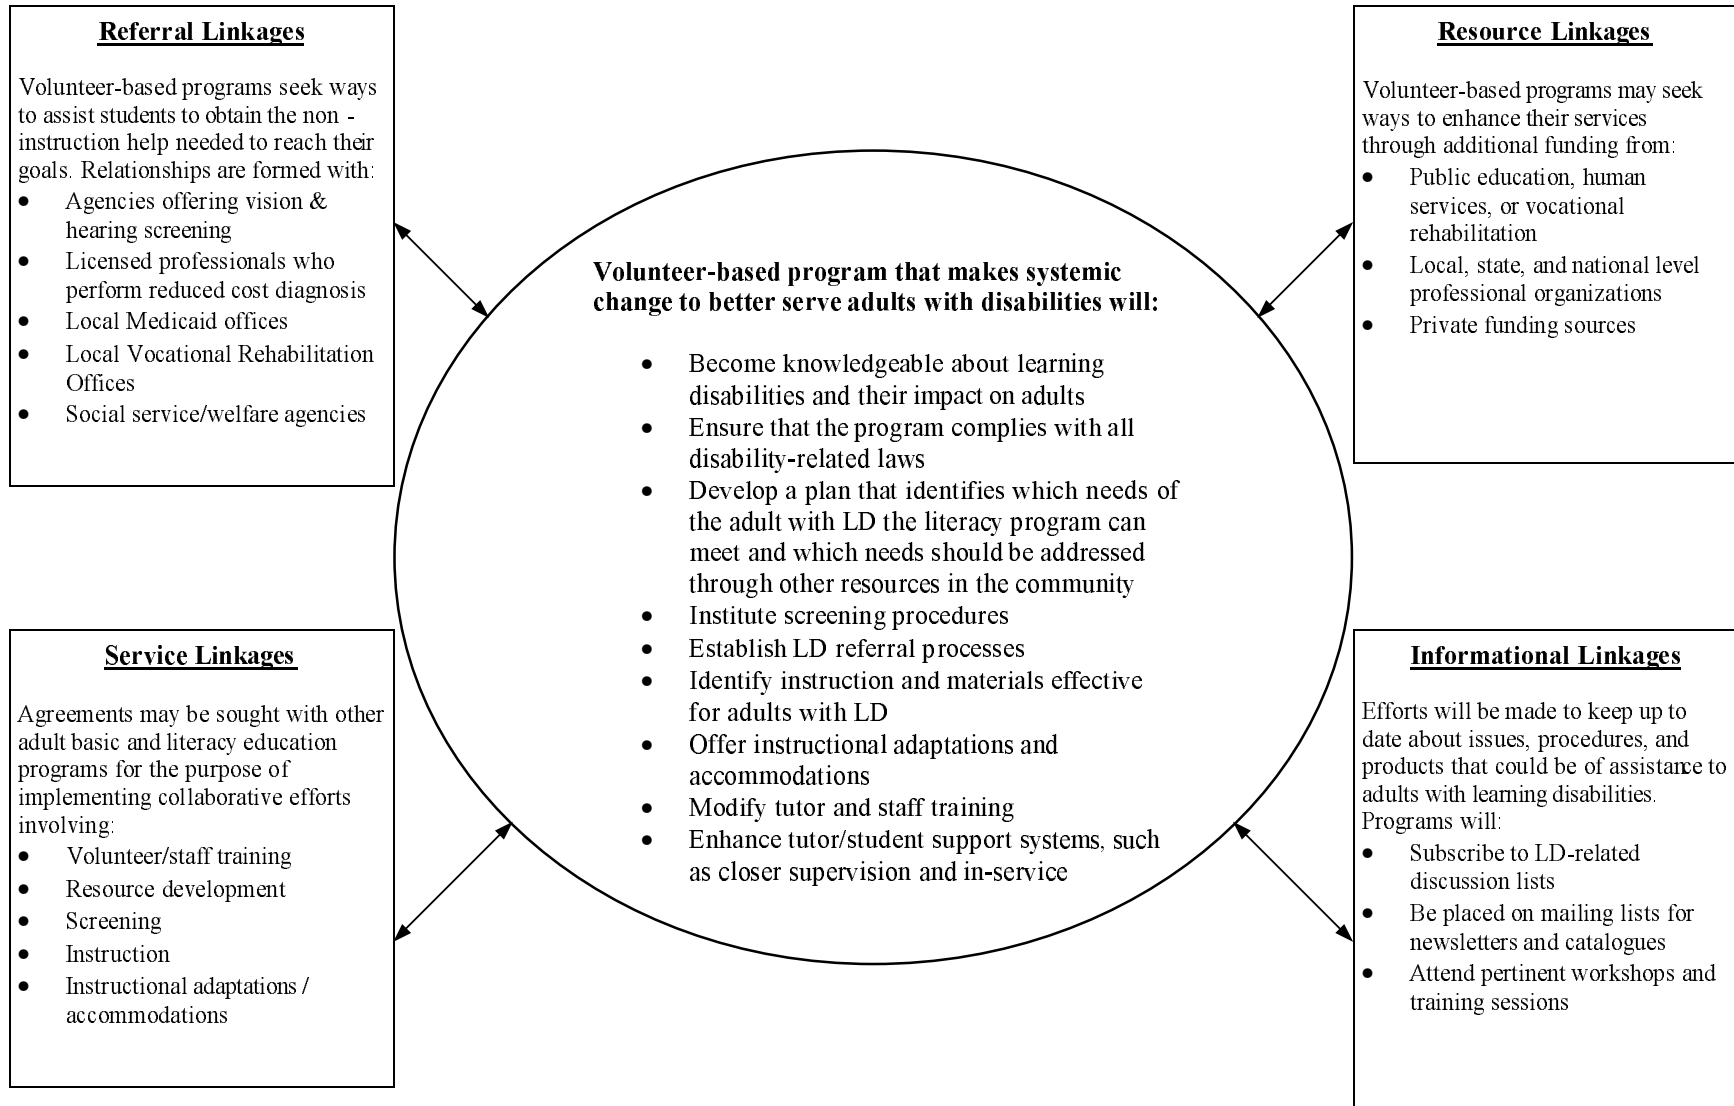 Referral Linkages
Volunteer-based programs seek ways
to assist students to obtain the non -
instruction help needed to reach their
goals. Relationships are formed with:
• Agencies offering vision &
hearing screening
• Licensed professionals who
perform reduced cost diagnosis
• Local Medicaid offices
• Local Vocational Rehabilitation
Offices
• Social service/welfare agencies
Resource Linkages
Volunteer-based programs may seek
ways to enhance their services
through additional funding from:
• Public education, human
services, or vocational
rehabilitation
• Local, state, and national level
professional organizations
• Private funding sources
Volunteer-based program that makes systemic
change to better serve adults with disabilities will:
• Become knowledgeable about learning
disabilities and their impact on adults
• Ensure that the program complies with all
disability-related laws
• Develop a plan that identifies which needs of
the adult with LD the literacy program can
meet and which needs should be addressed
through other resources in the community
• Institute screening procedures
• Establish LD referral processes
• Identify instruction and materials effective
for adults with LD
• Offer instructional adaptations and
accommodations
• Modify tutor and staff training
• Enhance tutor/student support systems, such
as closer supervision and in-service
Service Linkages
Agreements may be sought with other
adult basic and literacy education
programs for the purpose of
implementing collaborative efforts
involving:
• Volunteer/staff training
• Resource development
• Screening
• Instruction
• Instructional adaptations /
accommodations
Informational Linkages
Efforts will be made to keep up to
date about issues, procedures, and
products that could be of assistance to
adults with learning disabilities.
Programs will:
• Subscribe to LD-related
discussion lists
• Be placed on mailing lists for
newsletters and catalogues
• Attend pertinent workshops and
training sessions